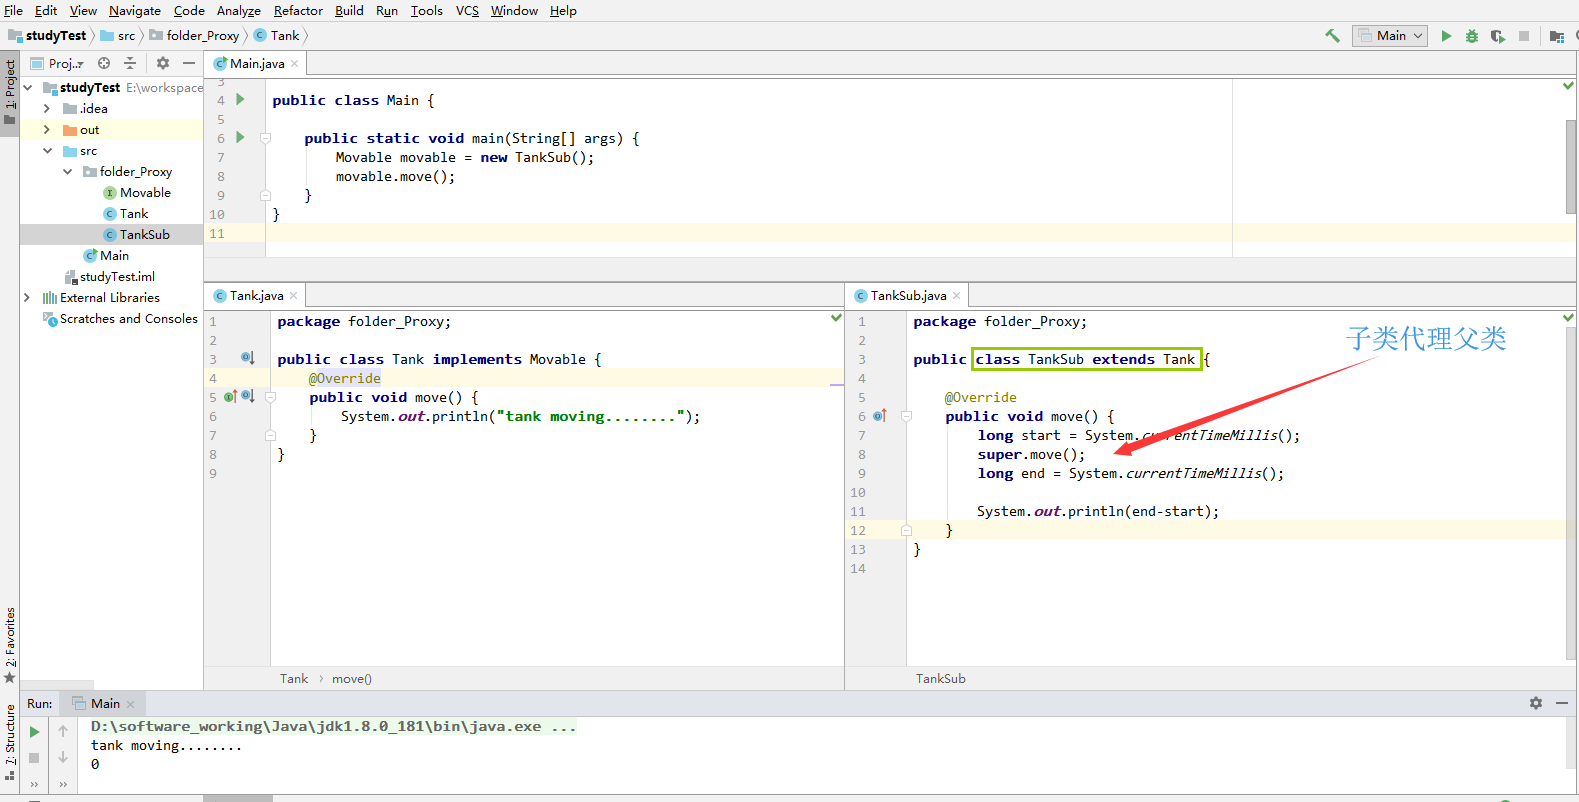 File Edit View Navigate Code Analyze Refactor Build Run Tools VCS Window Help
studyTest src folder_Proxy Tank
Main
1: Project
Proj..
studyTest E:\workspace
.idea
out
src
folder_Proxy
Movable
Tank
TankSub
Main
studyTest.iml
External Libraries
Scratches and Consoles
Main.java
3
4 public class Main {
5
6 public static void main(String[] args) {
7 Movable movable = new TankSub();
8 movable.move();
9 }
10 }
11
Tank.java
1 package folder_Proxy;
2
3 public class Tank implements Movable {
4 @Override
5 public void move() {
6 System.out.println("tank moving........");
7 }
8 }
9
Tank › move()
TankSub.java
1 package folder_Proxy;
2
3 public class TankSub extends Tank {
4
5 @Override
6 public void move() {
7 long start = System.currentTimeMillis();
8 super.move();
9 long end = System.currentTimeMillis();
10
11 System.out.println(end-start);
12 }
13 }
14
子类代理父类
TankSub
2: Favorites
7: Structure
Run: Main
D:\software_working\Java\jdk1.8.0_181\bin\java.exe ...
tank moving........
0